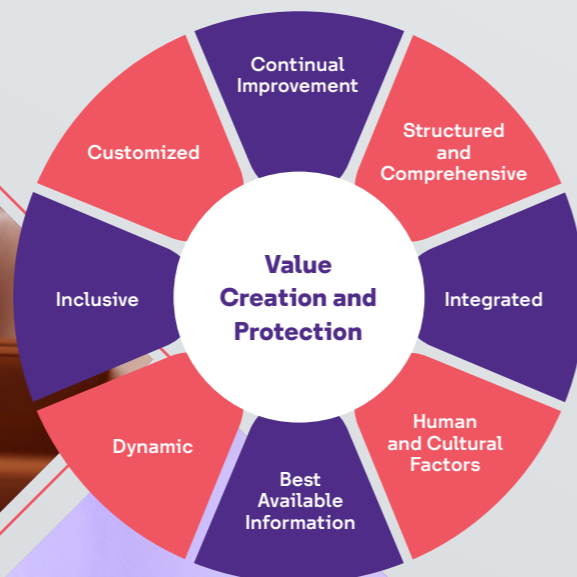 Continual
Improvement
Structured
and
Comprehensive
Customized
Value
Creation and
Protection
Inclusive
Integrated
Human
and Cultural
Factors
Dynamic
Best
Available
Information